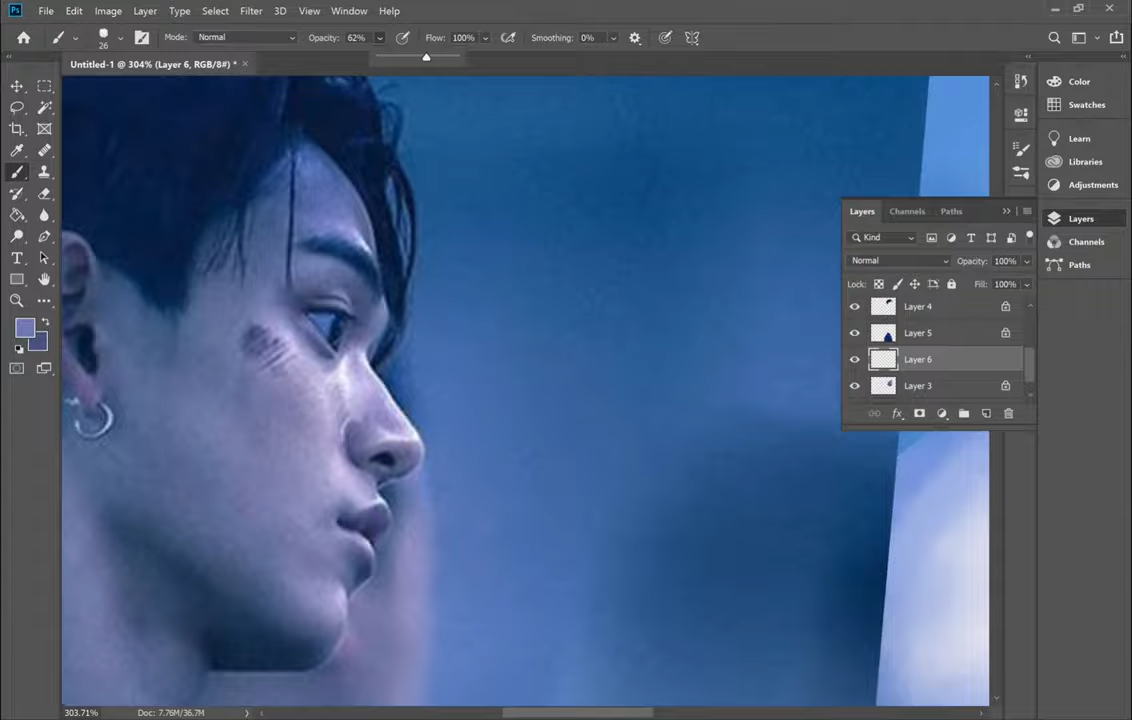 Ps File Edit Image Layer Type Select Filter 3D View Window Help
26 Mode: Normal Opacity: 62% Flow: 100% Smoothing: 0%
Untitled-1 @ 304% (Layer 6, RGB/8#) * ×
Color
Swatches
Learn
Libraries
Adjustments
Layers
Channels
Paths
Layers Channels Paths
Kind
Normal Opacity: 100%
Lock: Fill: 100%
Layer 4
Layer 5
Layer 6
Layer 3
fx
303.71% Doc: 7.76M/36.7M